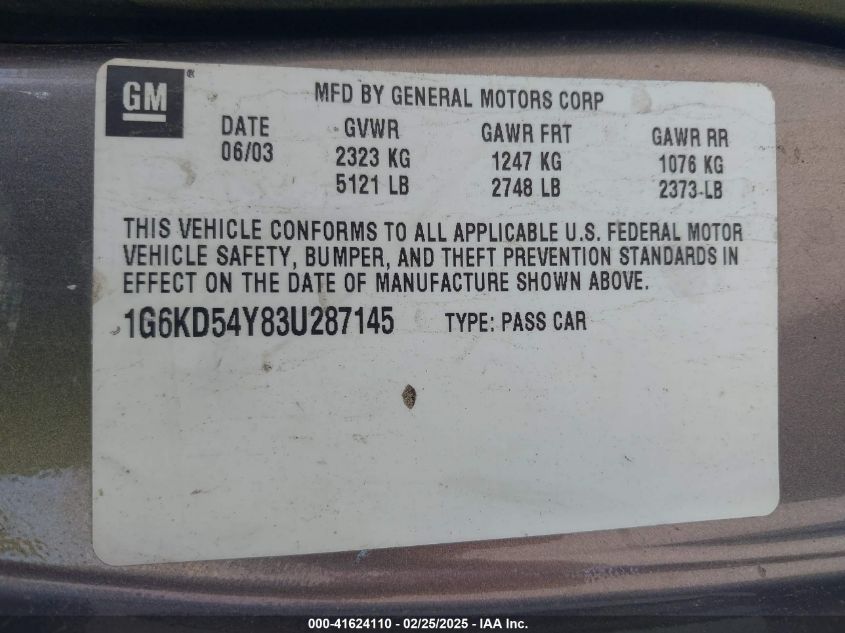 GM ®
MFD BY GENERAL MOTORS CORP
DATE GVWR GAWR FRT GAWR RR
06/03 2323 KG 1247 KG 1076 KG
5121 LB 2748 LB 2373 LB
THIS VEHICLE CONFORMS TO ALL APPLICABLE U.S. FEDERAL MOTOR
VEHICLE SAFETY, BUMPER, AND THEFT PREVENTION STANDARDS IN
EFFECT ON THE DATE OF MANUFACTURE SHOWN ABOVE.
1G6KD54Y83U287145 TYPE: PASS CAR
000-41624110 - 02/25/2025 - IAA Inc.